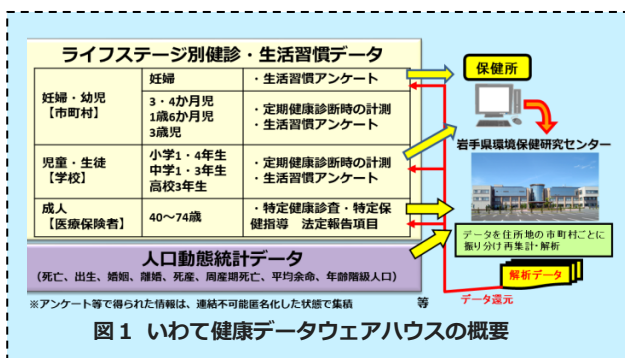 ライフステージ別健診・生活習慣データ
妊婦・幼児
【市町村】
妊婦
・生活習慣アンケート
3・4か月児
1歳6か月児
3歳児
・定期健康診断時の計測
・生活習慣アンケート
児童・生徒
【学校】
小学1・4年生
中学1・3年生
高校3年生
・定期健康診断時の計測
・生活習慣アンケート
成人
【医療保険者】
40～74歳
・特定健康診査・特定保
健指導　法定報告項目
人口動態統計データ
(死亡、出生、婚姻、離婚、死産、周産期死亡、平均余命、年齢階級人口)
※アンケート等で得られた情報は、連結不可能匿名化した状態で集積
等
保健所
岩手県環境保健研究センター
データを住所地の市町村ごとに
振り分け再集計・解析
解析データ
データ還元
図1 いわて健康データウェアハウスの概要